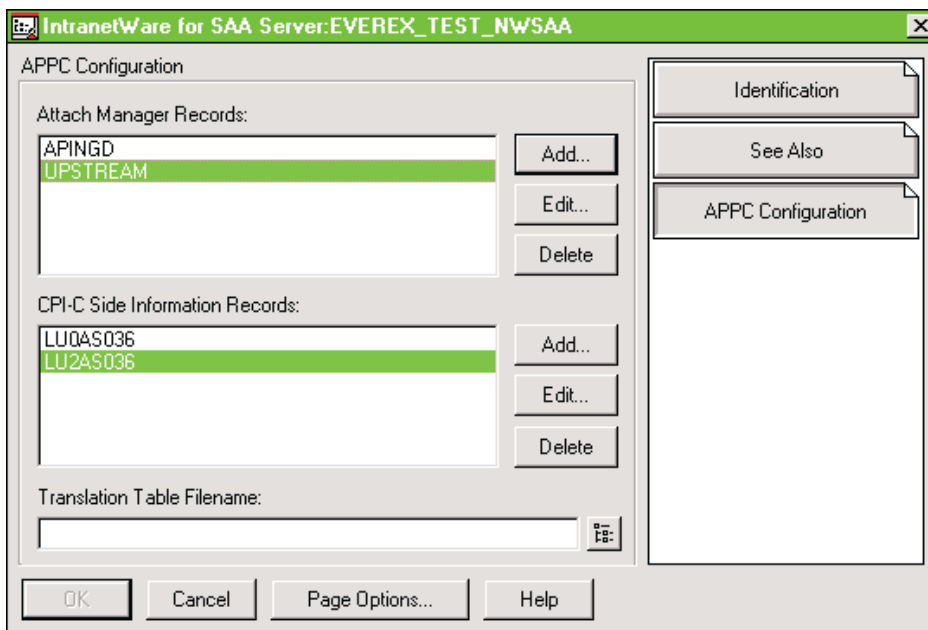 IntranetWare for SAA Server:EVEREX_TEST_NWSAA
APPC Configuration
Attach Manager Records:
APINGD
UPSTREAM
Add...
Edit...
Delete
CPI-C Side Information Records:
LU0AS036
LU2AS036
Add...
Edit...
Delete
Translation Table Filename:
OK
Cancel
Page Options...
Help
Identification
See Also
APPC Configuration